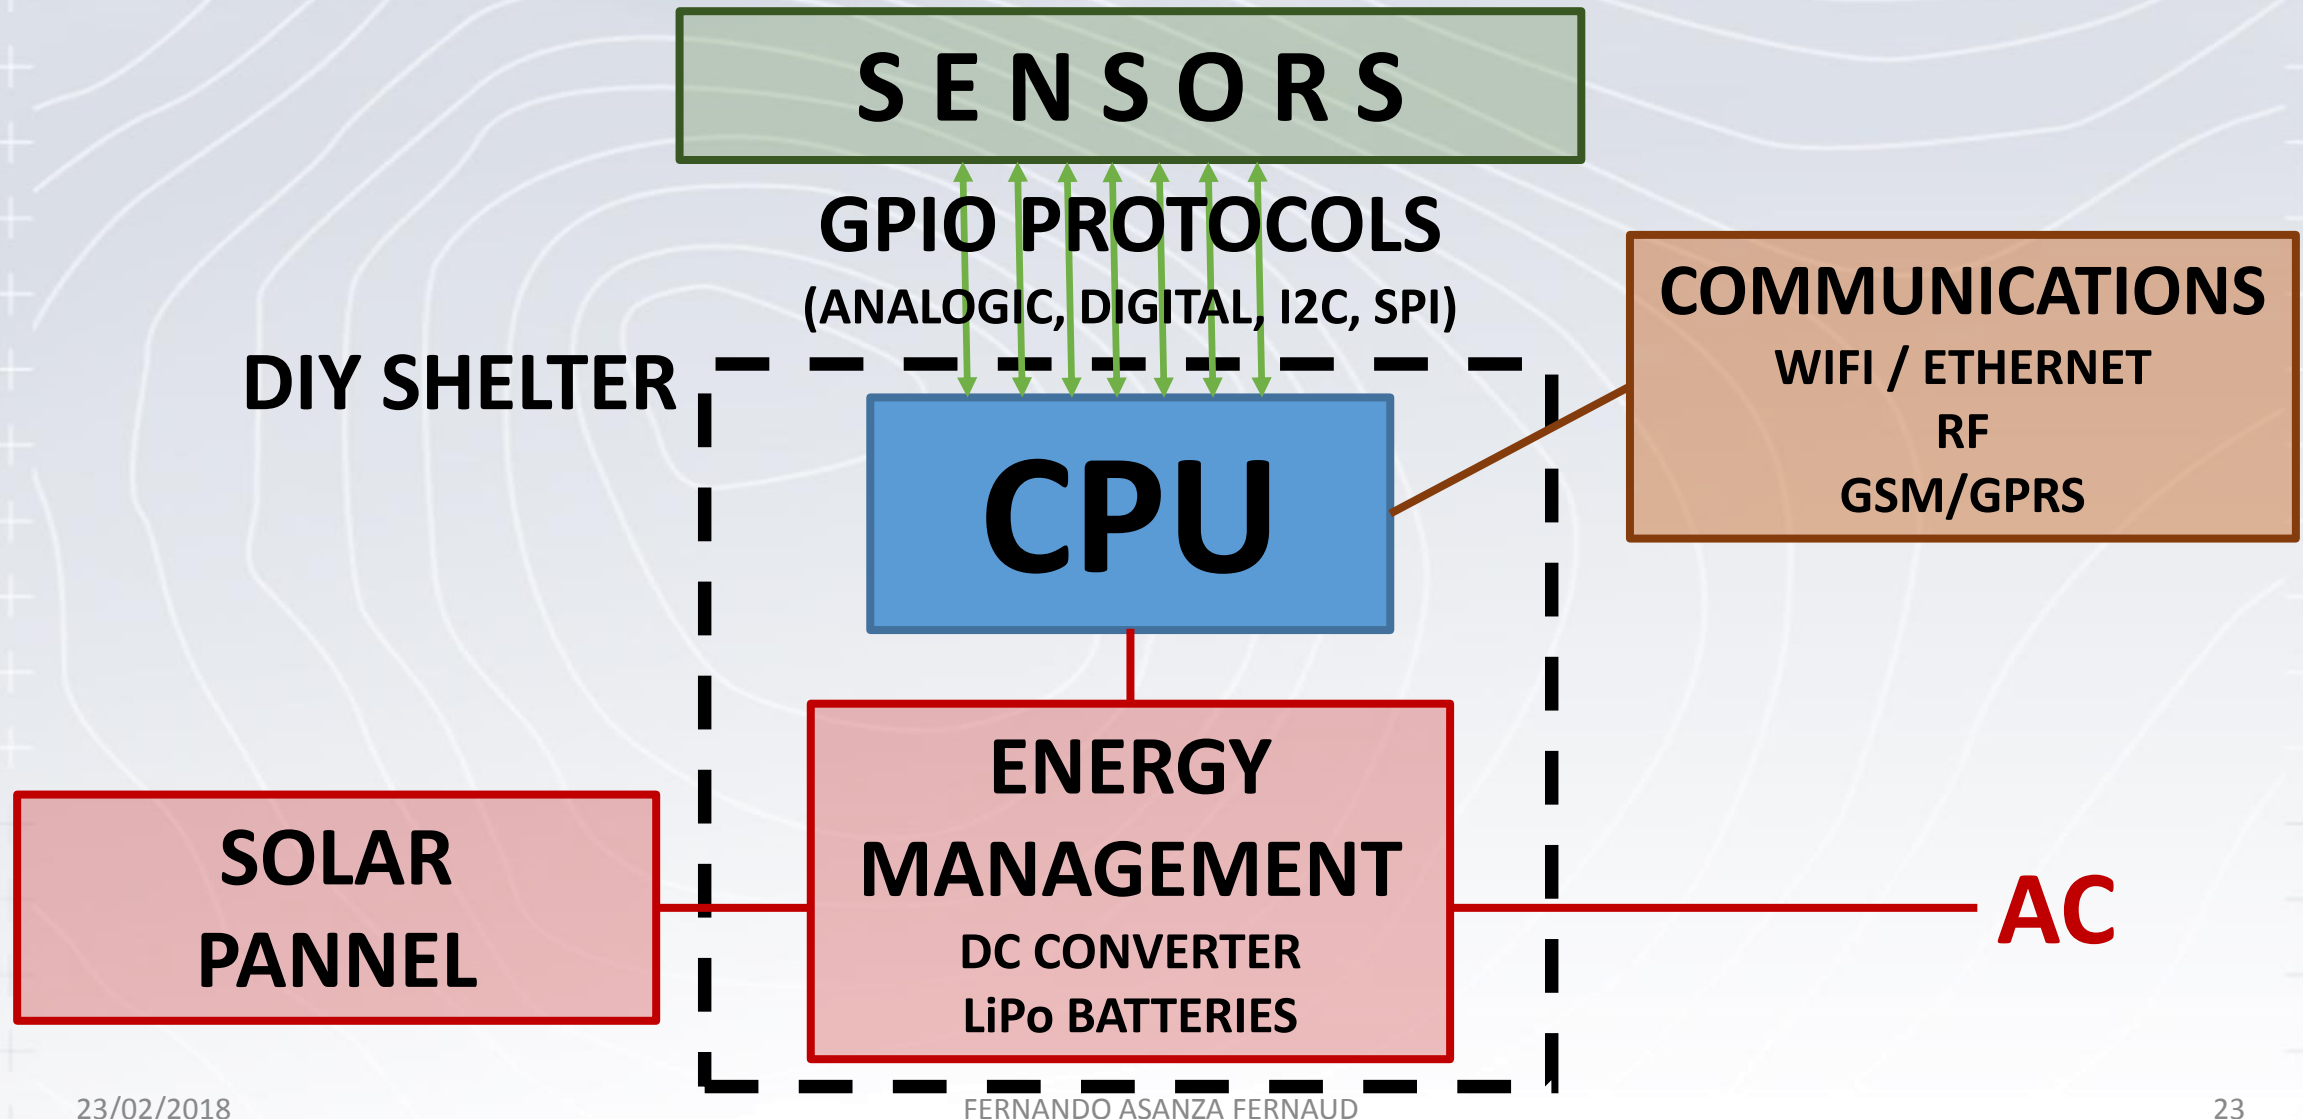 S E N S O R S
GPIO PROTOCOLS
(ANALOGIC, DIGITAL, I2C, SPI)
COMMUNICATIONS
WIFI / ETHERNET
RF
GSM/GPRS
DIY SHELTER
CPU
ENERGY
MANAGEMENT
DC CONVERTER
LiPo BATTERIES
SOLAR
PANNEL
AC
23/02/2018
FERNANDO ASANZA FERNAUD
23